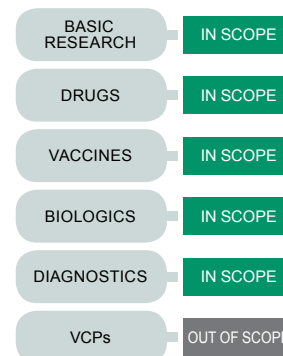 BASIC
RESEARCH
IN SCOPE
DRUGS
IN SCOPE
VACCINES
IN SCOPE
BIOLOGICS
IN SCOPE
DIAGNOSTICS
IN SCOPE
VCPs
OUT OF SCOPE